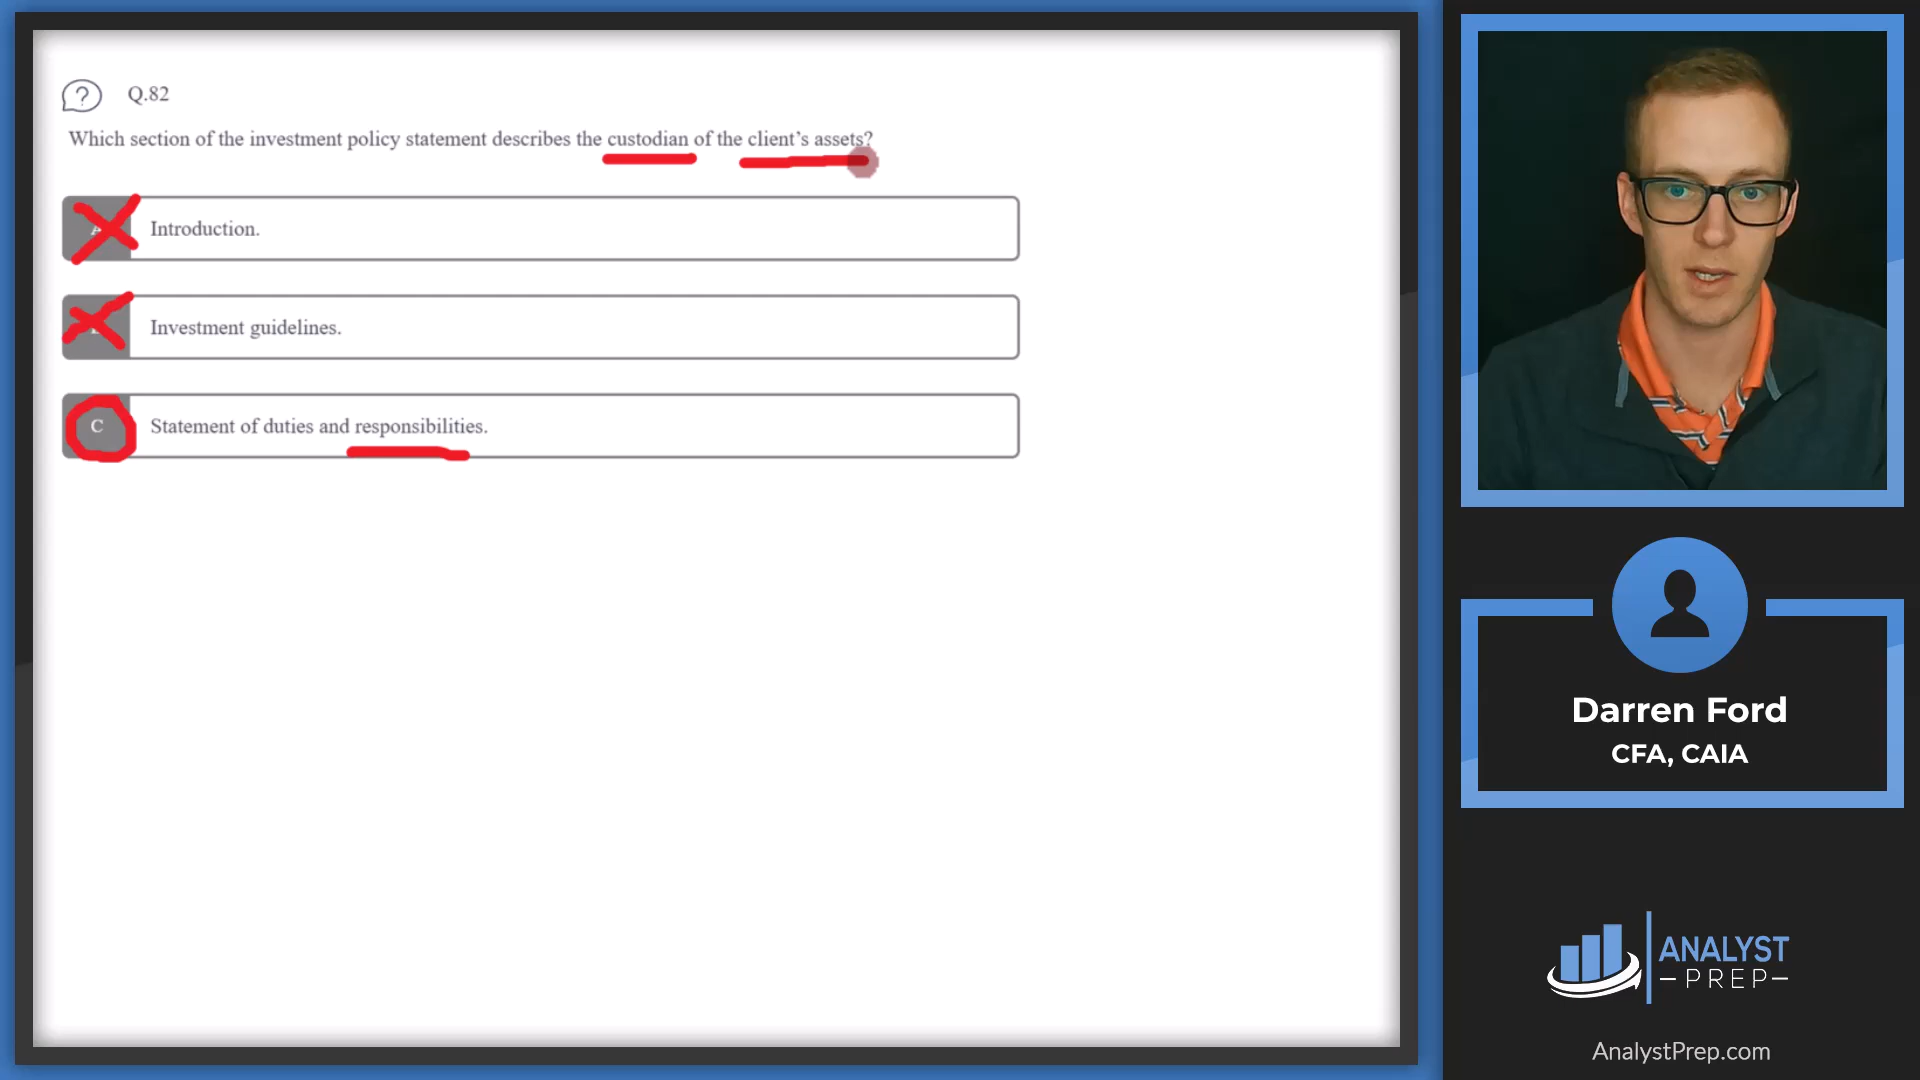 Q.82
Which section of the investment policy statement describes the custodian of the client's assets?
Introduction.
Investment guidelines.
C
Statement of duties and responsibilities.
Darren Ford
CFA, CAIA
ANALYST
PREP
AnalystPrep.com